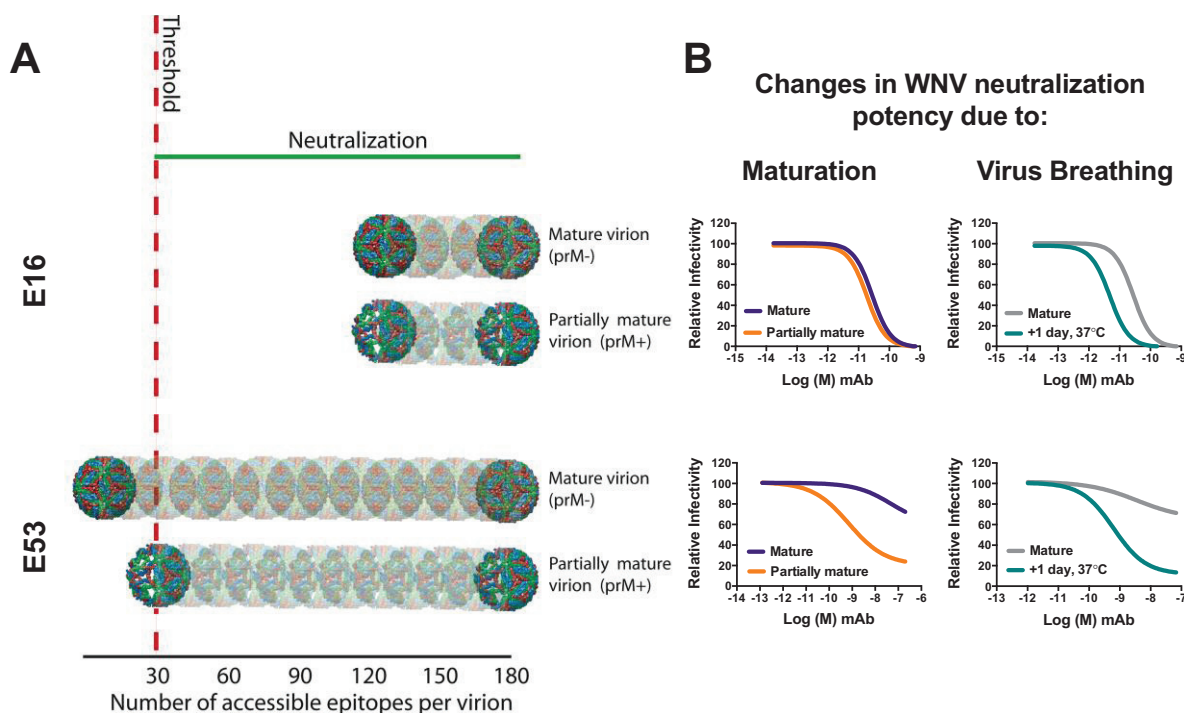 A
Threshold
Neutralization
E16
Mature virion
(prM-)
Partially mature
virion (prM+)
E53
Mature virion
(prM-)
Partially mature
virion (prM+)
30 60 90 120 150 180
Number of accessible epitopes per virion
B
Changes in WNV neutralization
potency due to:
Maturation
Relative Infectivity
120
100
80
60
40
20
0
Mature
Partially mature
-15 -14 -13 -12 -11 -10 -9
Log (M) mAb
Virus Breathing
Relative Infectivity
120
100
80
60
40
20
0
Mature
+1 day, 37°C
-15 -14 -13 -12 -11 -10 -9
Log (M) mAb
Relative Infectivity
120
100
80
60
40
20
0
Mature
Partially mature
-14 -13 -12 -11 -10 -9 -8 -7 -6
Log (M) mAb
Relative Infectivity
120
100
80
60
40
20
0
Mature
+1 day, 37°C
-13 -12 -11 -10 -9 -8 -7
Log (M) mAb